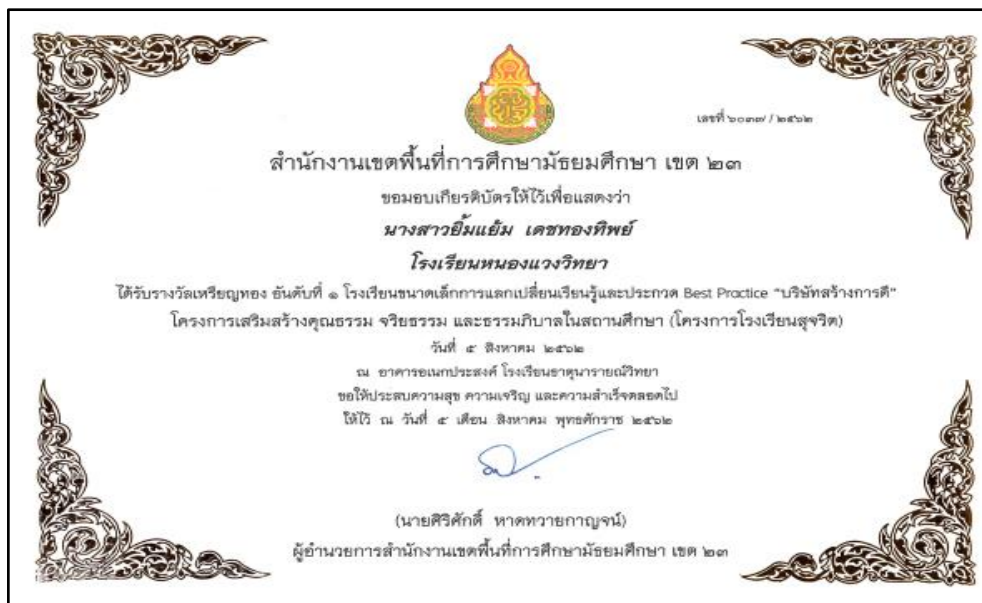 เลขที่ ๖๐๓๗ / ๒๕๖๒
สำนักงานเขตพื้นที่การศึกษามัธยมศึกษา เขต ๒๓
ขอมอบเกียรติบัตรให้ไว้เพื่อแสดงว่า
นางสาวยิ้มแย้ม เดชทองทิพย์
โรงเรียนหนองแวงวิทยา
ได้รับรางวัลเหรียญทอง อันดับที่ ๑ โรงเรียนขนาดเล็กการแลกเปลี่ยนเรียนรู้และประกวด Best Practice “บริษัทสร้างการดี”
โครงการเสริมสร้างคุณธรรม จริยธรรม และธรรมาภิบาลในสถานศึกษา (โครงการโรงเรียนสุจริต)
วันที่ ๕ สิงหาคม ๒๕๖๒
ณ อาคารอเนกประสงค์ โรงเรียนธาตุนารายณ์วิทยา
ขอให้ประสบความสุข ความเจริญ และความสำเร็จตลอดไป
ให้ไว้ ณ วันที่ ๕ เดือน สิงหาคม พุทธศักราช ๒๕๖๒
(นายศิริศักดิ์ หาดทวายกาญจน์)
ผู้อำนวยการสำนักงานเขตพื้นที่การศึกษามัธยมศึกษา เขต ๒๓